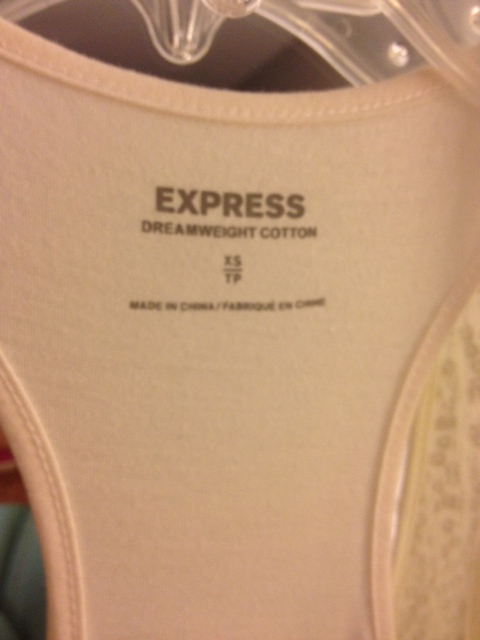 EXPRESS
DREAMWEIGHT COTTON
XS
TP
MADE IN CHINA / FABRIQUÉ EN CHINE